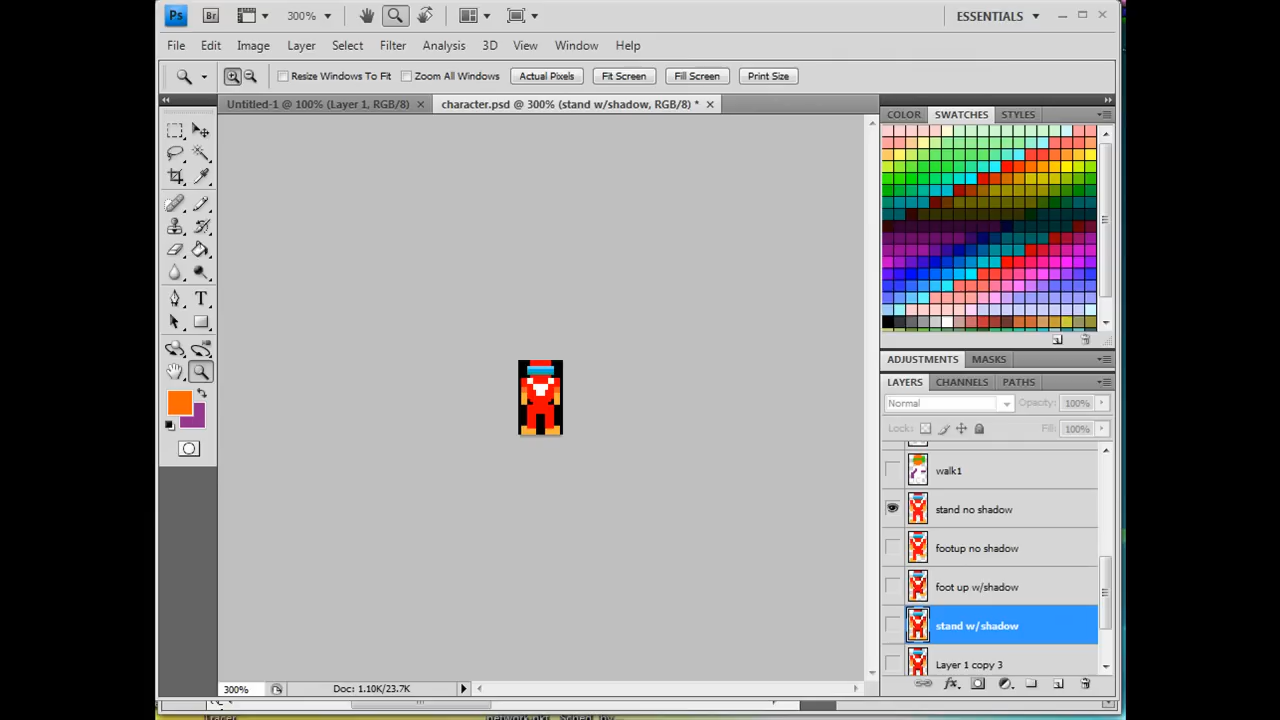 Ps Br 300% ESSENTIALS
File Edit Image Layer Select Filter Analysis 3D View Window Help
Resize Windows To Fit Zoom All Windows Actual Pixels Fit Screen Fill Screen Print Size
Untitled-1 @ 100% (Layer 1, RGB/8) character.psd @ 300% (stand w/shadow, RGB/8) *
COLOR SWATCHES STYLES
T
ADJUSTMENTS MASKS
LAYERS CHANNELS PATHS
Normal Opacity: 100%
Lock: Fill: 100%
walk1
stand no shadow
footup no shadow
foot up w/shadow
stand w/shadow
Layer 1 copy 3
300% Doc: 1.10K/23.7K